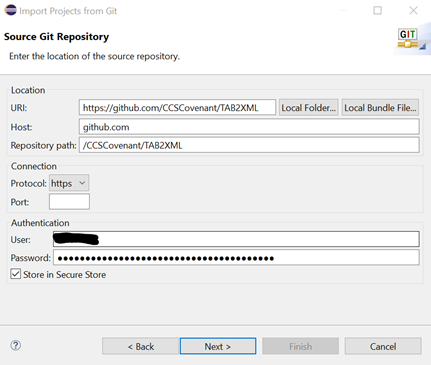 Import Projects from Git
Source Git Repository
Enter the location of the source repository.
GIT
Location
URI: https://github.com/CCSCovenant/TAB2XML Local Folder... Local Bundle File...
Host: github.com
Repository path: /CCSCovenant/TAB2XML
Connection
Protocol: https
Port:
Authentication
User:
Password: ●●●●●●●●●●●●●●●●●●●●●●●●●●●●●●●●●●●●●●●●
Store in Secure Store
? < Back Next > Finish Cancel